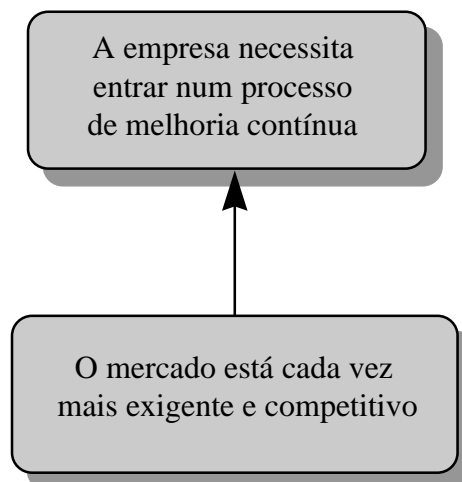 A empresa necessita
entrar num processo
de melhoria contínua
O mercado está cada vez
mais exigente e competitivo